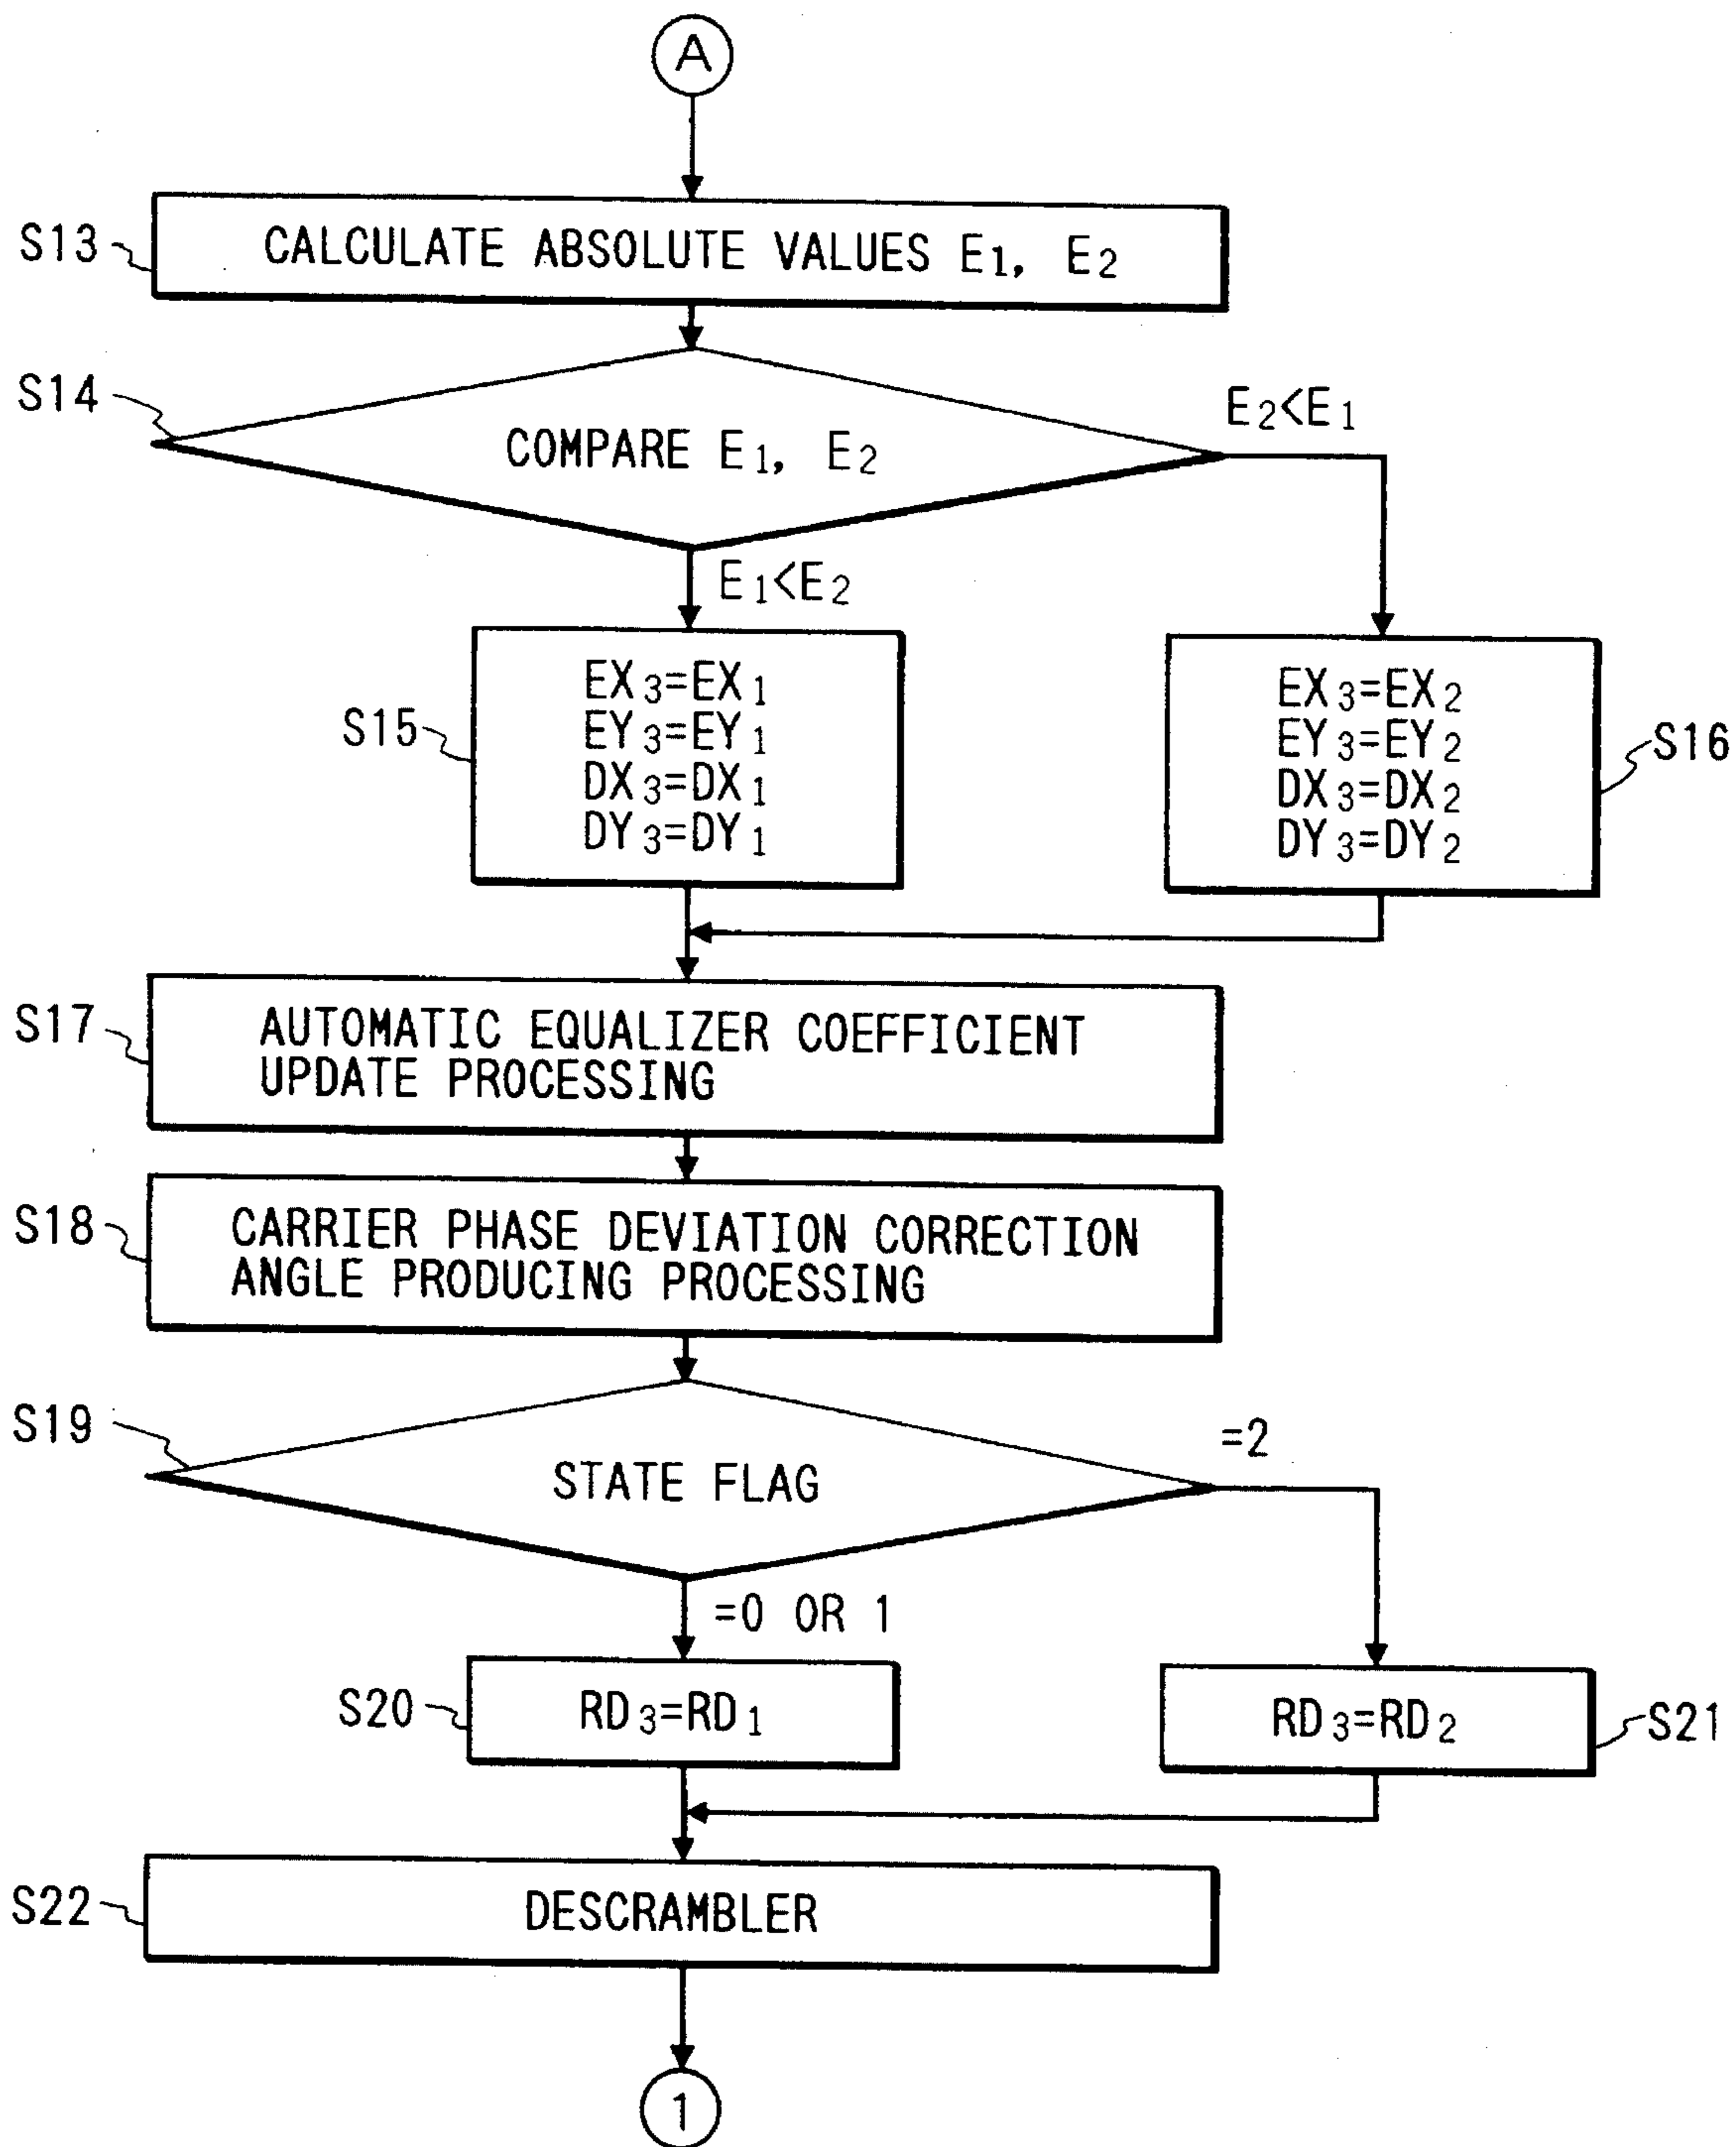 A
S13
CALCULATE ABSOLUTE VALUES E1, E2
S14
COMPARE E1, E2
E2<E1
E1<E2
S15
EX3=EX1
EY3=EY1
DX3=DX1
DY3=DY1
EX3=EX2
EY3=EY2
DX3=DX2
DY3=DY2
S16
S17
AUTOMATIC EQUALIZER COEFFICIENT
UPDATE PROCESSING
S18
CARRIER PHASE DEVIATION CORRECTION
ANGLE PRODUCING PROCESSING
S19
STATE FLAG
=2
=0 OR 1
S20
RD3=RD1
RD3=RD2
S21
S22
DESCRAMBLER
1